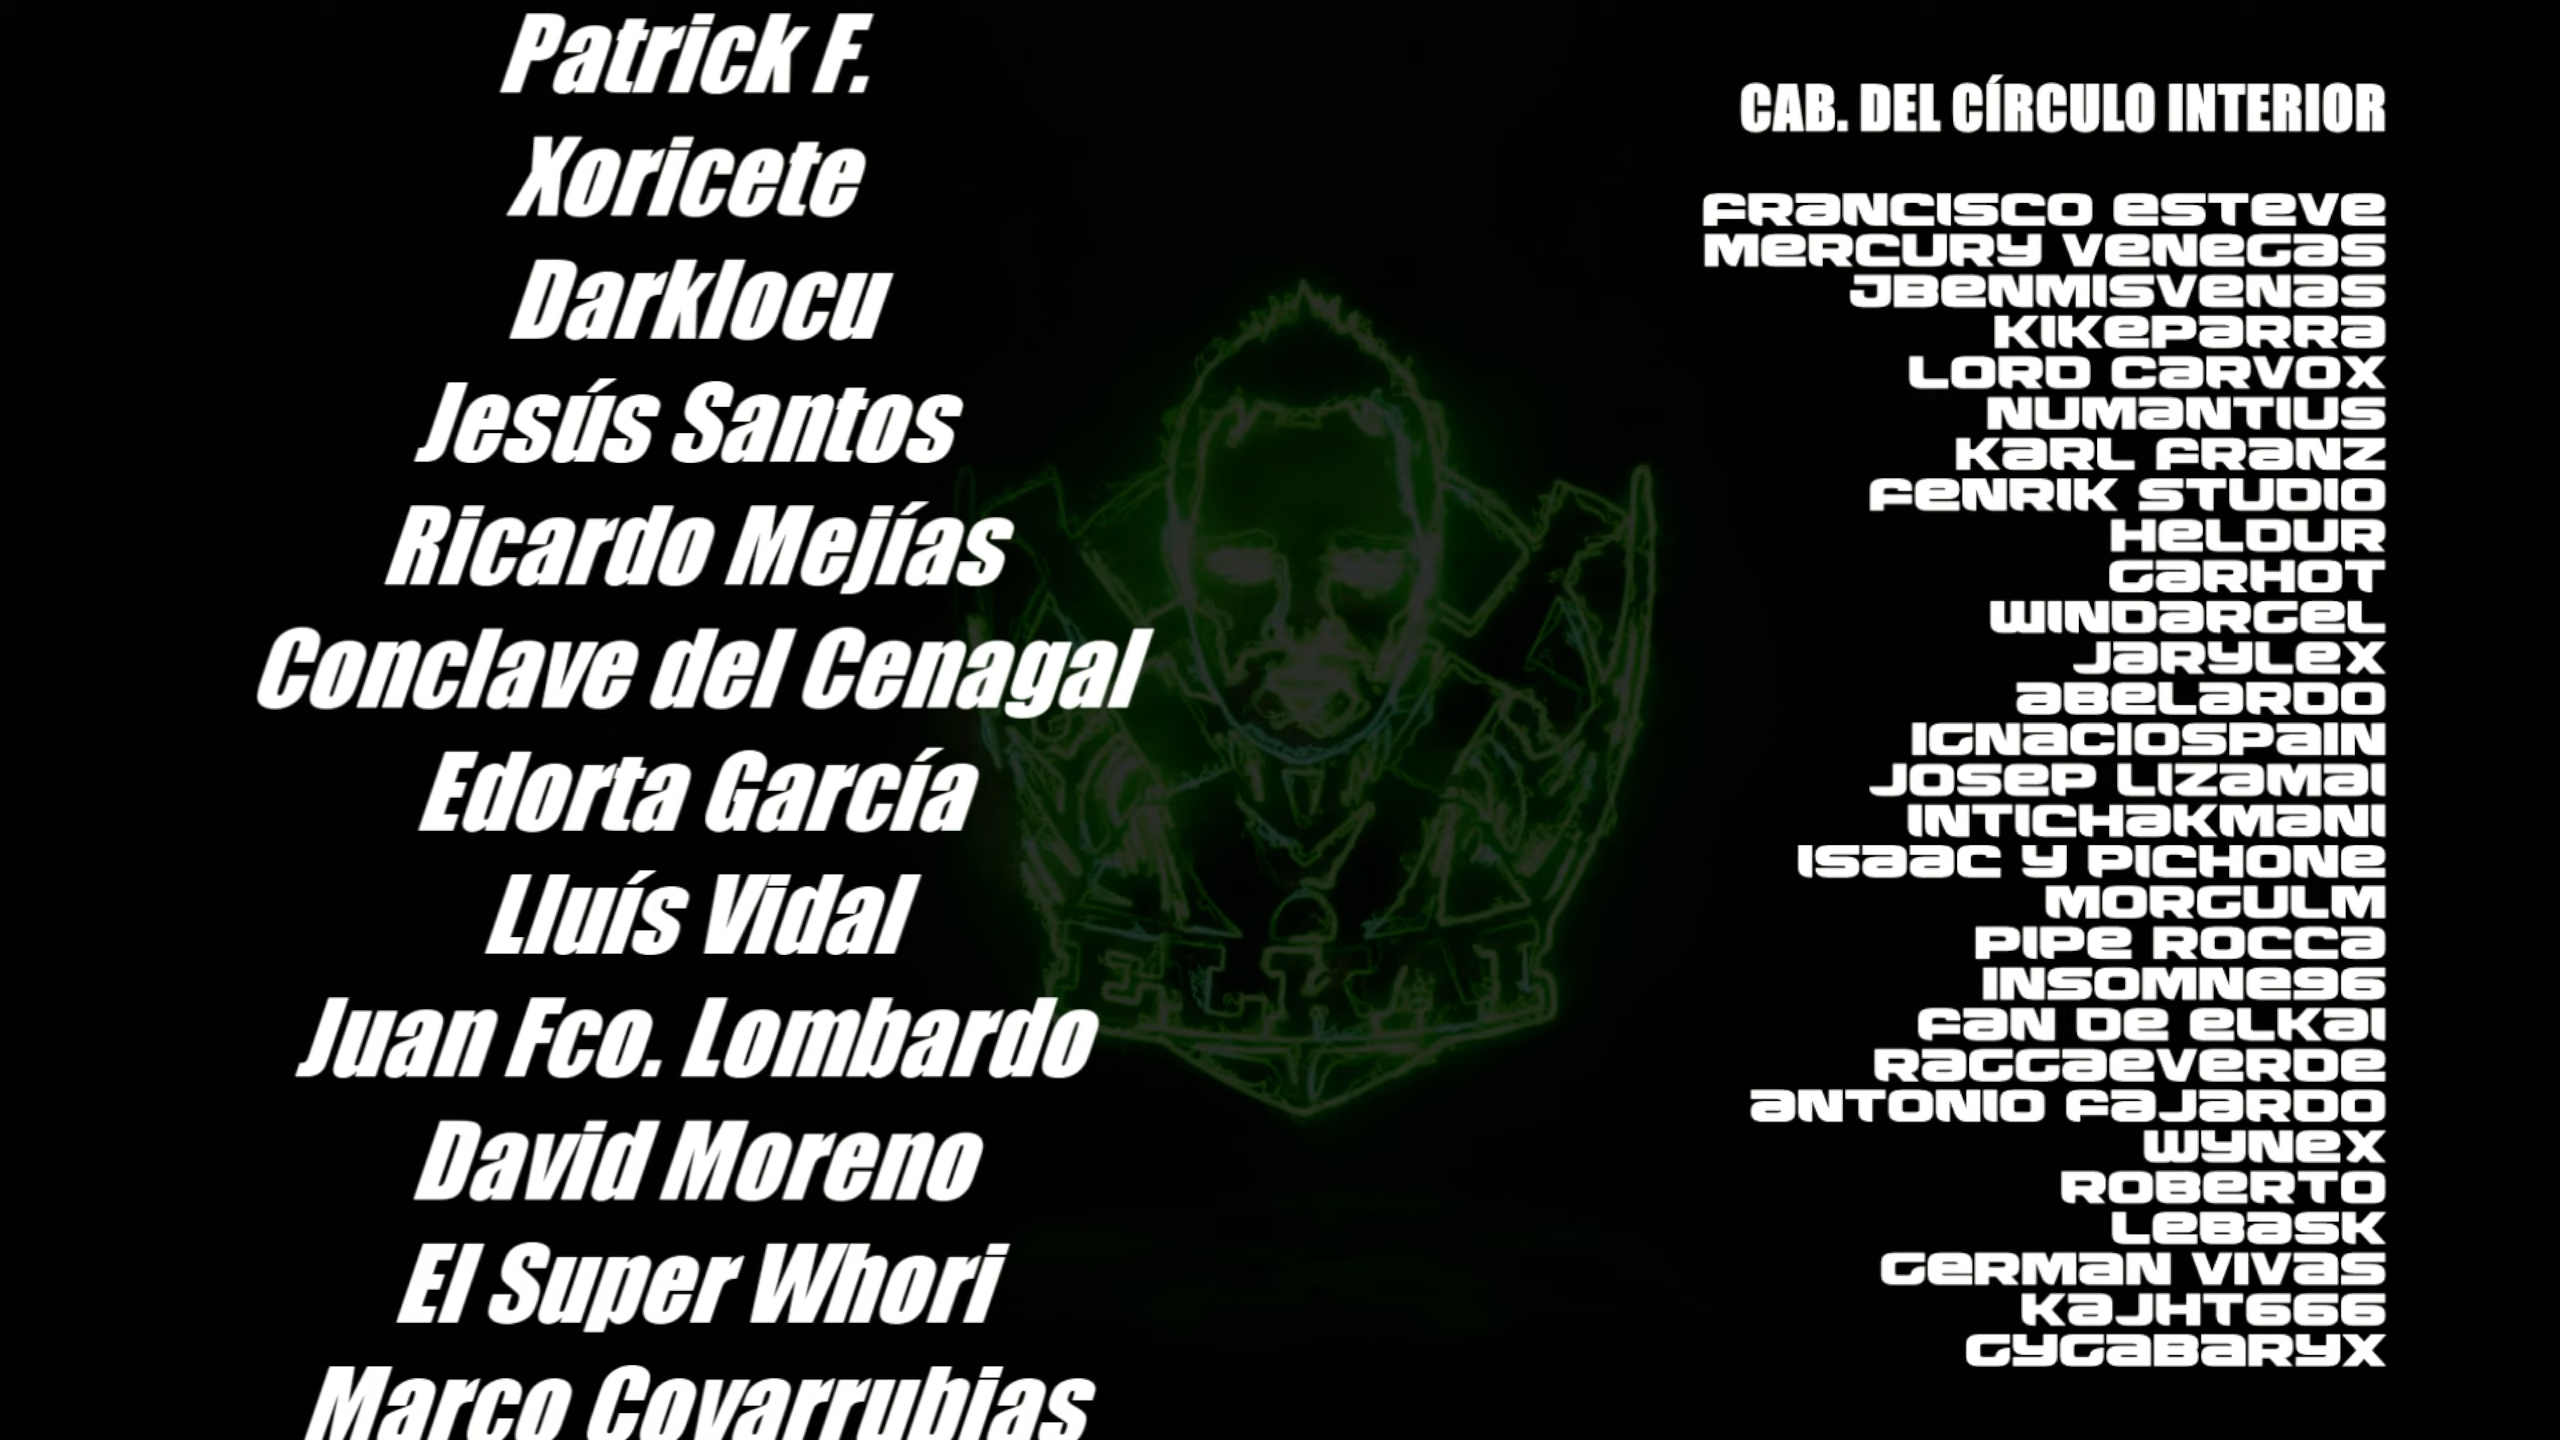 Patrick F.
Xoricete
Darklocu
Jesús Santos
Ricardo Mejías
Conclave del Cenagal
Edorta García
Lluís Vidal
Juan Fco. Lombardo
David Moreno
El Super Whori
Marco Covarrubias
ELKAI
CAB. DEL CÍRCULO INTERIOR
FRANCISCO ESTEVE
MERCURY VENEGAS
JBENMISVENAS
KIKEPARRA
LORD CARVOX
NUMANTIUS
KARL FRANZ
FENRIK STUDIO
HELDUR
GARHOT
WINDARGEL
JARYLEX
ABELARDO
IGNACIOSPAIN
JOSEP LIZAMAI
INTICHAKMANI
ISAAC Y PICHONE
MORGULM
PIPE ROCCA
INSOMNE96
FAN DE ELKAI
RAGGAEVERDE
ANTONIO FAJARDO
WYNEX
ROBERTO
LEBASK
GERMAN VIVAS
KAJHT666
GYGABARYX